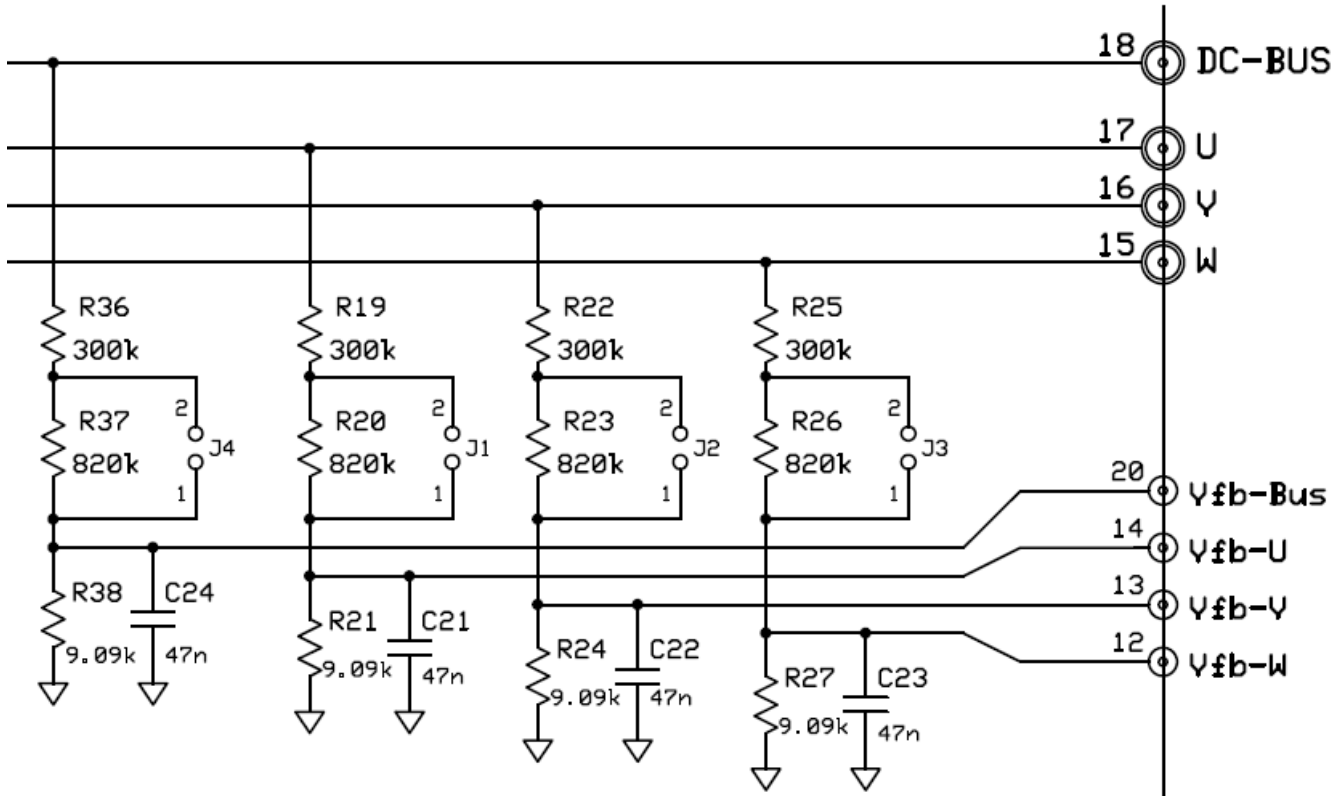 18 DC-BUS
17 U
16 V
15 W
R36 300k
R19 300k
R22 300k
R25 300k
R37 820k
2 J4 1
R20 820k
2 J1 1
R23 820k
2 J2 1
R26 820k
2 J3 1
20 Vfb-Bus
14 Vfb-U
13 Vfb-V
12 Vfb-W
R38 9.09k
C24 47n
R21 9.09k
C21 47n
R24 9.09k
C22 47n
R27 9.09k
C23 47n